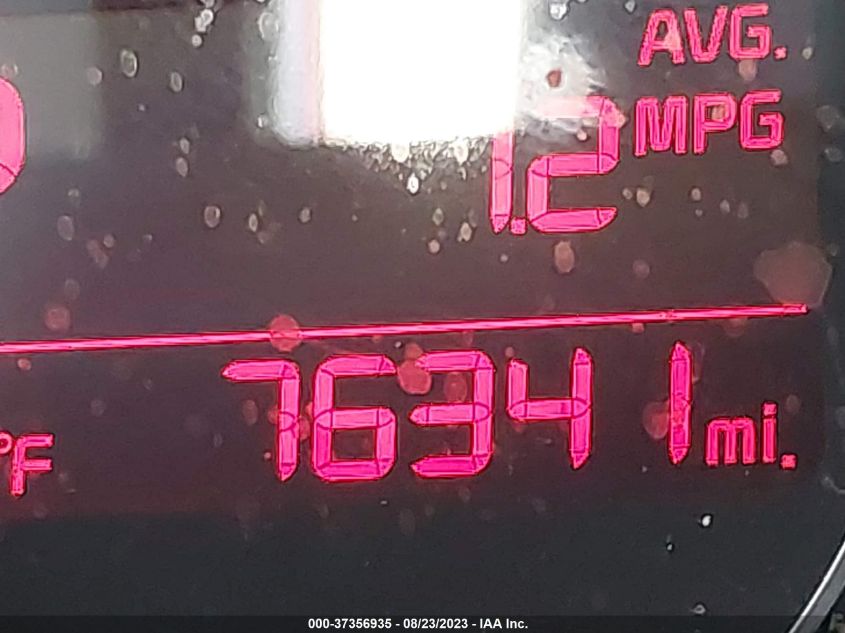 AVG.
1.2 MPG
76341 mi.
°F
000-37356935 - 08/23/2023 - IAA Inc.